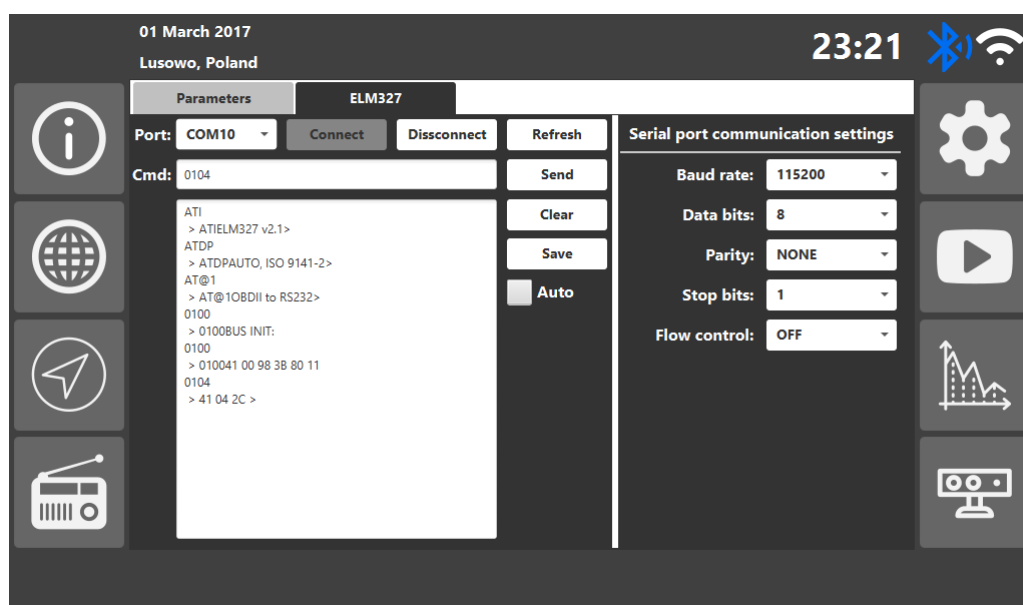 01 March 2017
Lusowo, Poland
23:21
Parameters
ELM327
Port: COM10 Connect Dissconnect Refresh
Cmd: 0104 Send
ATI
> ATIELM327 v2.1>
ATDP
> ATDPAUTO, ISO 9141-2>
AT@1
> AT@1OBDII to RS232>
0100
> 0100BUS INIT:
0100
> 010041 00 98 3B 80 11
0104
> 41 04 2C >
Clear
Save
Auto
Serial port communication settings
Baud rate: 115200
Data bits: 8
Parity: NONE
Stop bits: 1
Flow control: OFF